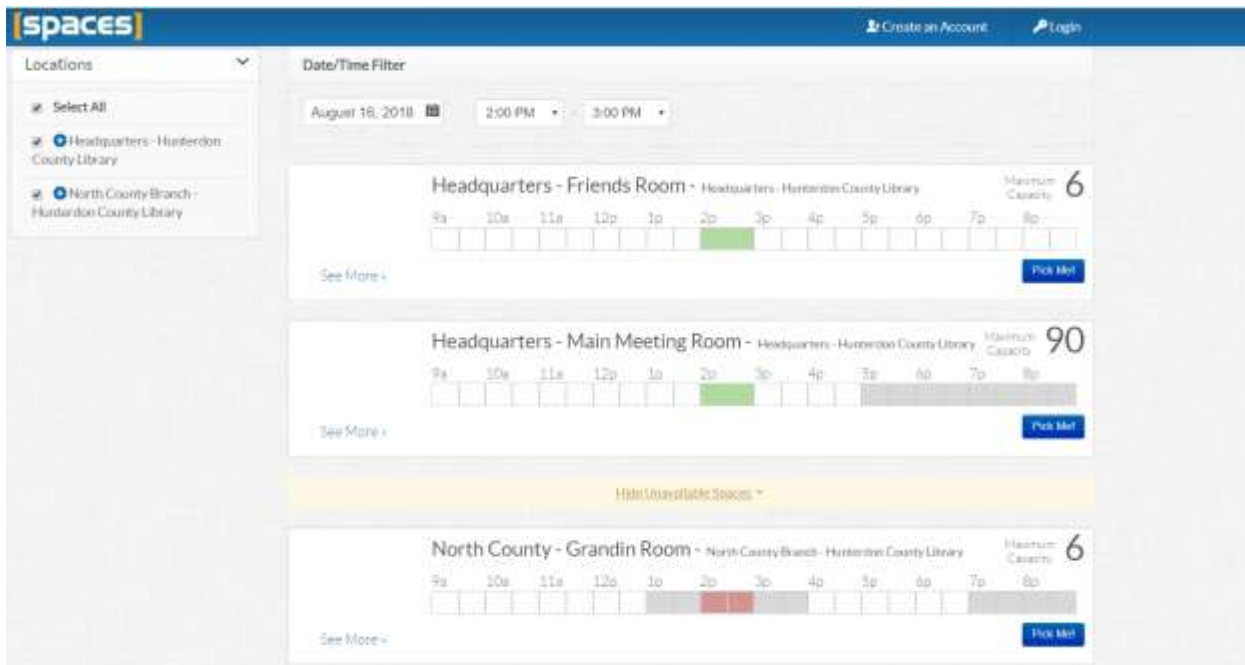 [spaces]
Create an Account
Login
Locations
Select All
Headquarters - Hunterdon
County Library
North County Branch -
Hunterdon County Library
Date/Time Filter
August 16, 2018
2:00 PM - 3:00 PM
Headquarters - Friends Room - Headquarters - Hunterdon County Library
Maximum
Capacity 6
9a 10a 11a 12p 1p 2p 3p 4p 5p 6p 7p 8p
See More »
Pick Me!
Headquarters - Main Meeting Room - Headquarters - Hunterdon County Library
Maximum
Capacity 90
9a 10a 11a 12p 1p 2p 3p 4p 5p 6p 7p 8p
See More »
Pick Me!
Hide Unavailable Spaces
North County - Grandin Room - North County Branch - Hunterdon County Library
Maximum
Capacity 6
9a 10a 11a 12p 1p 2p 3p 4p 5p 6p 7p 8p
See More »
Pick Me!